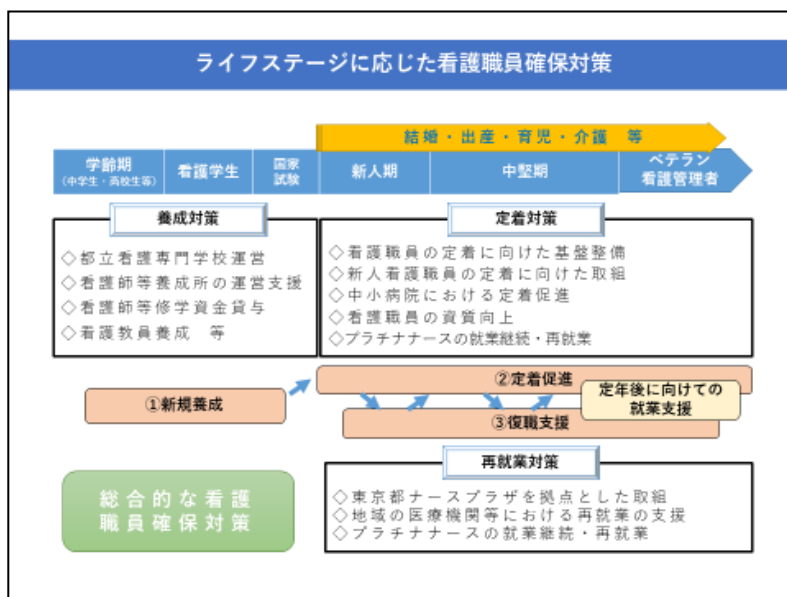 ライフステージに応じた看護職員確保対策
結婚・出産・育児・介護 等
学齢期
（中学生・高校生等）
看護学生
国家
試験
新人期
中堅期
ベテラン
看護管理者
養成対策
◇都立看護専門学校運営
◇看護師等養成所の運営支援
◇看護師等修学資金貸与
◇看護教員養成 等
定着対策
◇看護職員の定着に向けた基盤整備
◇新人看護職員の定着に向けた取組
◇中小病院における定着促進
◇看護職員の資質向上
◇プラチナナースの就業継続・再就業
①新規養成
②定着促進
定年後に向けての
就業支援
③復職支援
総合的な看護
職員確保対策
再就業対策
◇東京都ナースプラザを拠点とした取組
◇地域の医療機関等における再就業の支援
◇プラチナナースの就業継続・再就業